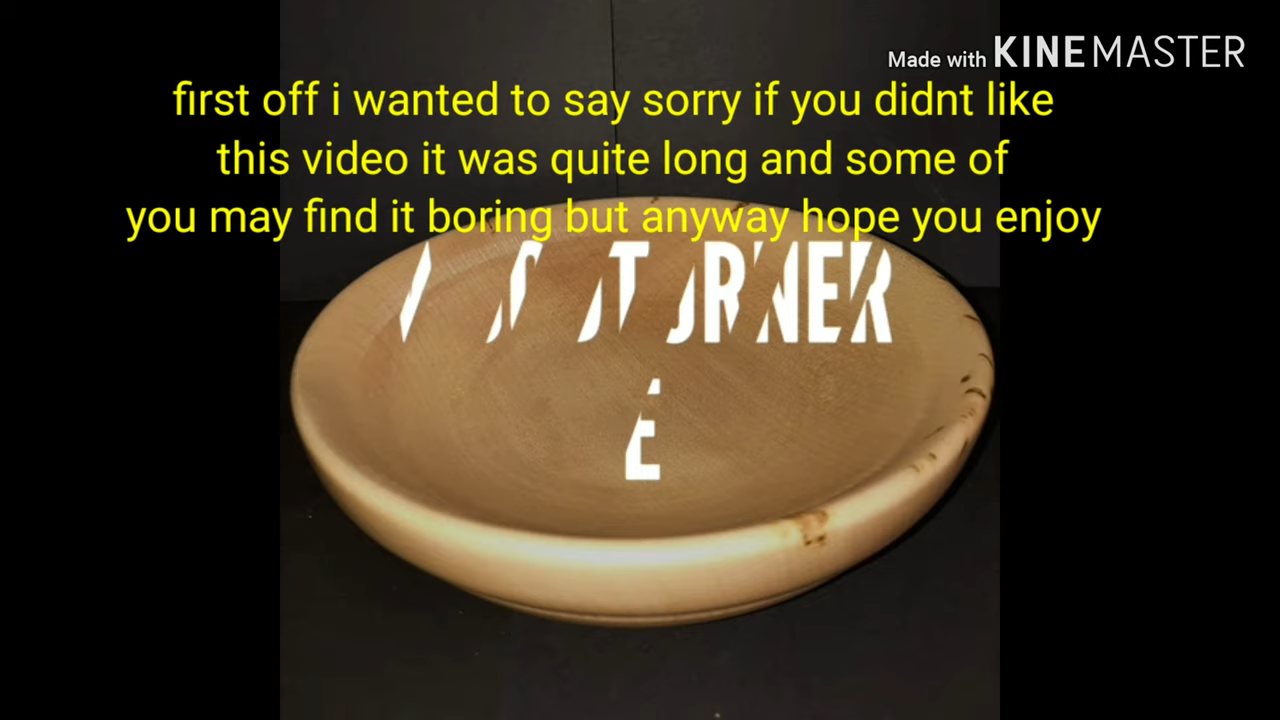 Made with KINEMASTER
first off i wanted to say sorry if you didnt like
this video it was quite long and some of
you may find it boring but anyway hope you enjoy
TURNER